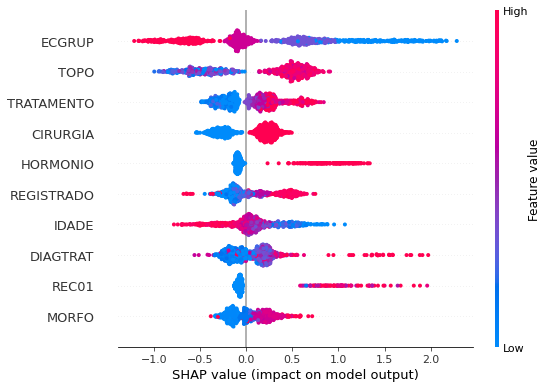 High
ECGRUP
TOPO
TRATAMENTO
CIRURGIA
HORMONIO
REGISTRADO
IDADE
DIAGTRAT
REC01
MORFO
Feature value
Low
−1.0 −0.5 0.0 0.5 1.0 1.5 2.0
SHAP value (impact on model output)